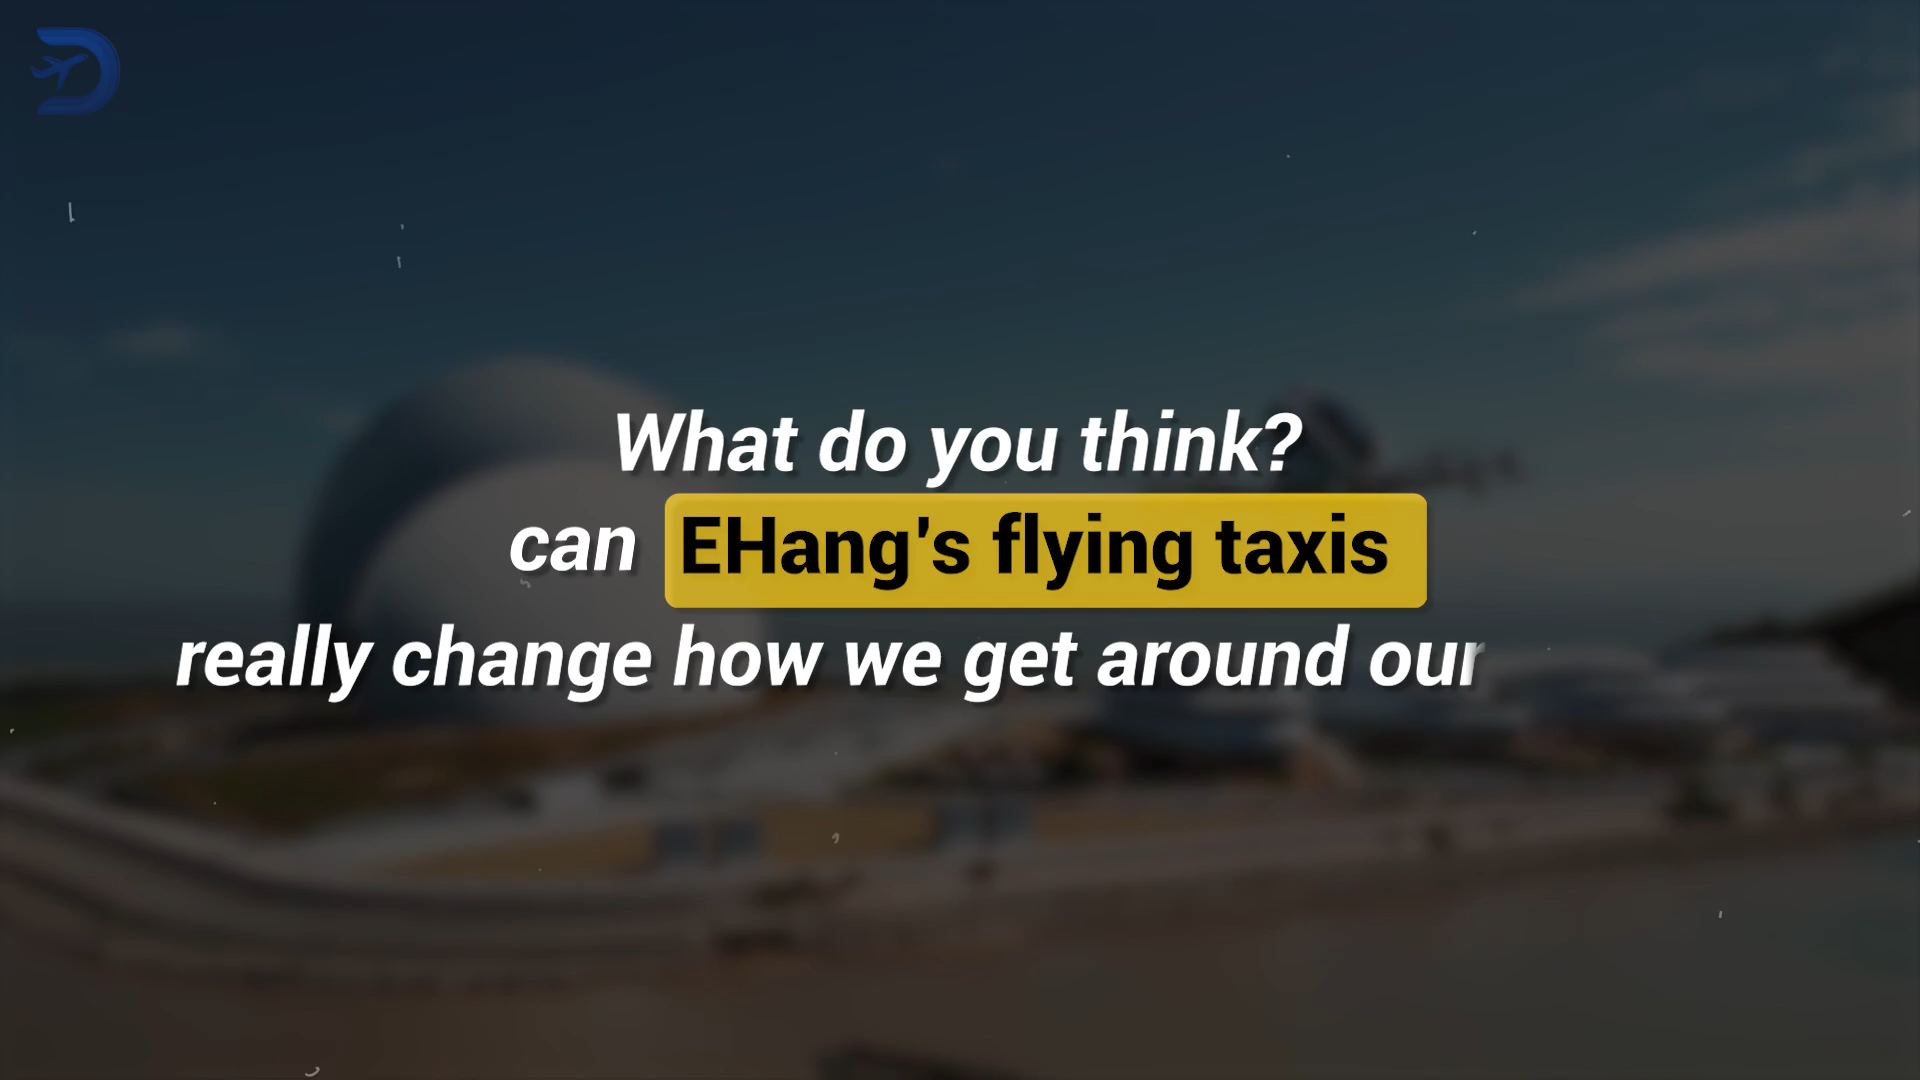 What do you think?
can EHang's flying taxis
really change how we get around our